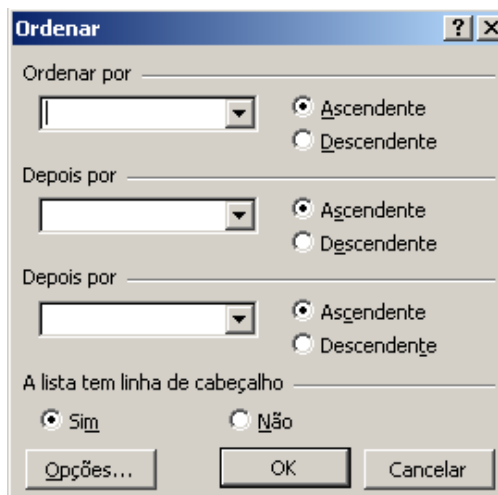 Ordenar
Ordenar por
Ascendente
Descendente
Depois por
Ascendente
Descendente
Depois por
Ascendente
Descendente
A lista tem linha de cabeçalho
Sim Não
Opções... OK Cancelar